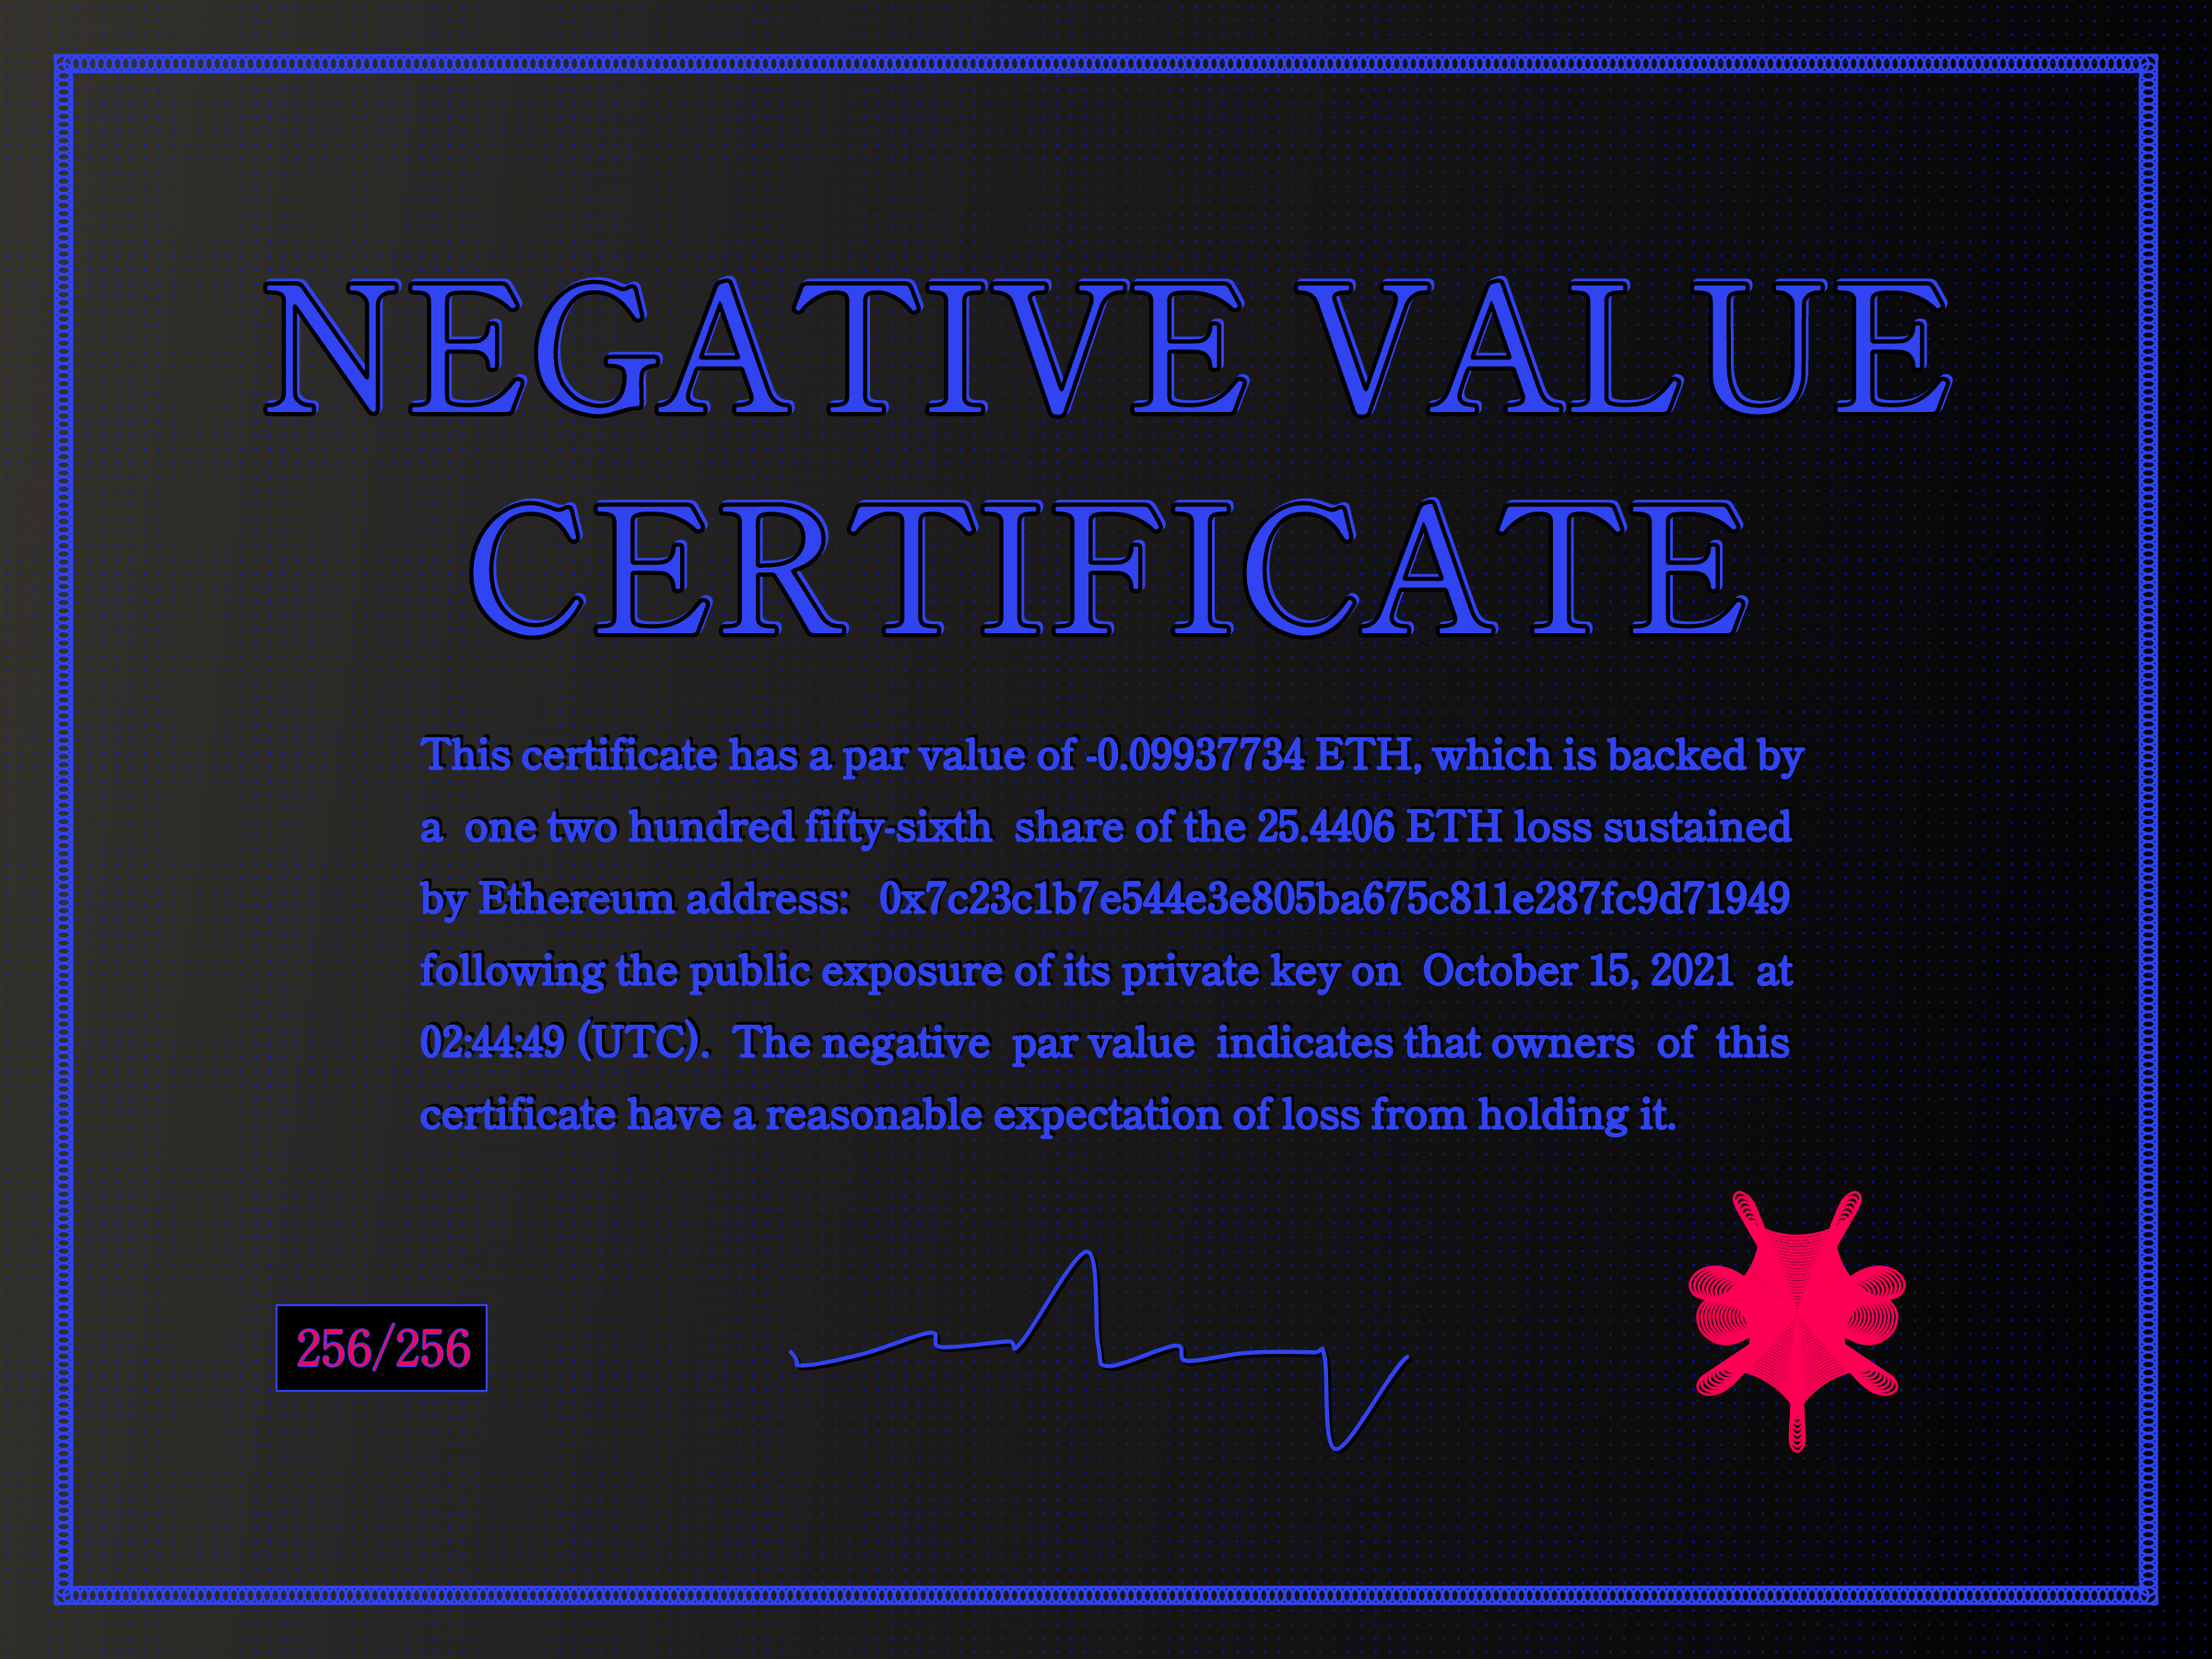 NEGATIVE VALUE
CERTIFICATE
This certificate has a par value of -0.09937734 ETH, which is backed by
a one two hundred fifty-sixth share of the 25.4406 ETH loss sustained
by Ethereum address: 0x7c23c1b7e544e3e805ba675c811e287fc9d71949
following the public exposure of its private key on October 15, 2021 at
02:44:49 (UTC). The negative par value indicates that owners of this
certificate have a reasonable expectation of loss from holding it.
256/256